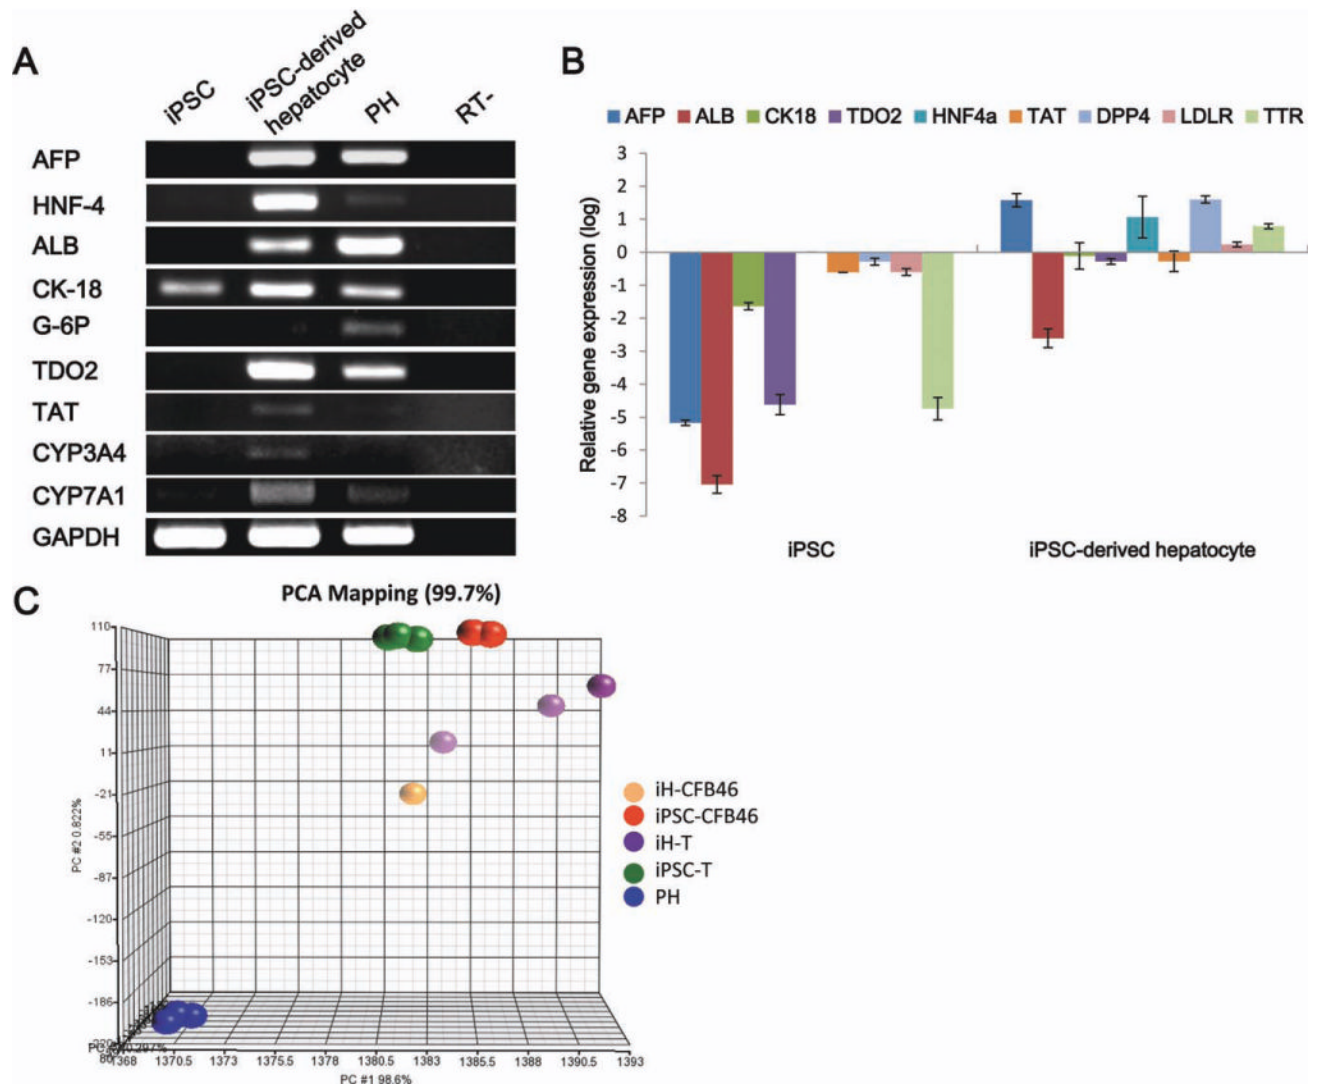 A
iPSC
iPSC-derived hepatocyte
PH
RT-
AFP
HNF-4
ALB
CK-18
G-6P
TDO2
TAT
CYP3A4
CYP7A1
GAPDH
B
AFP ALB CK18 TDO2 HNF4a TAT DPP4 LDLR TTR
Relative gene expression (log)
3
2
1
0
-1
-2
-3
-4
-5
-6
-7
-8
iPSC iPSC-derived hepatocyte
C
PCA Mapping (99.7%)
PC #2 0.822%
110
77
44
11
-21
-55
-87
-120
-153
-186
1368 1370.5 1373 1375.5 1378 1380.5 1383 1385.5 1388 1390.5 1393
PC #1 98.6%
iH-CFB46
iPSC-CFB46
iH-T
iPSC-T
PH